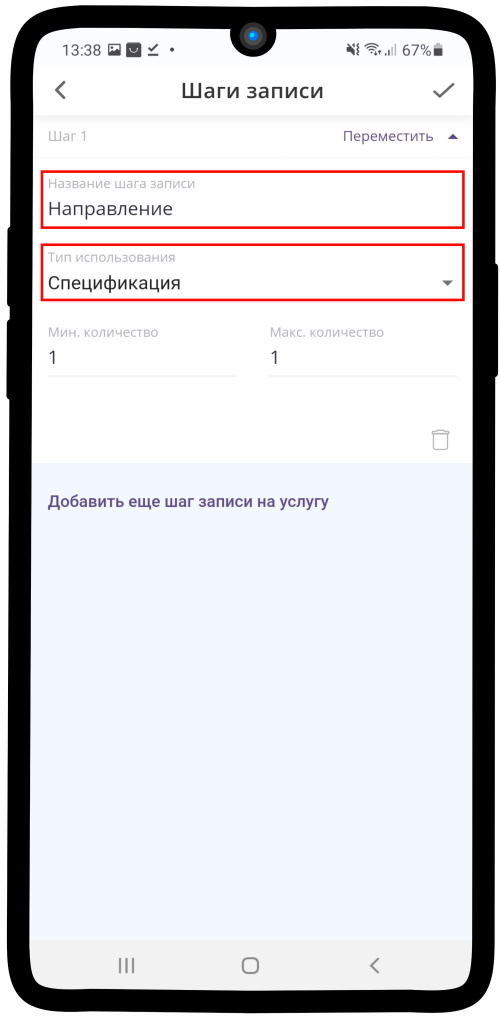 13:38 67%
Шаги записи
Шаг 1 Переместить
Название шага записи
Направление
Тип использования
Спецификация
Мин. количество Макс. количество
1 1
Добавить еще шаг записи на услугу